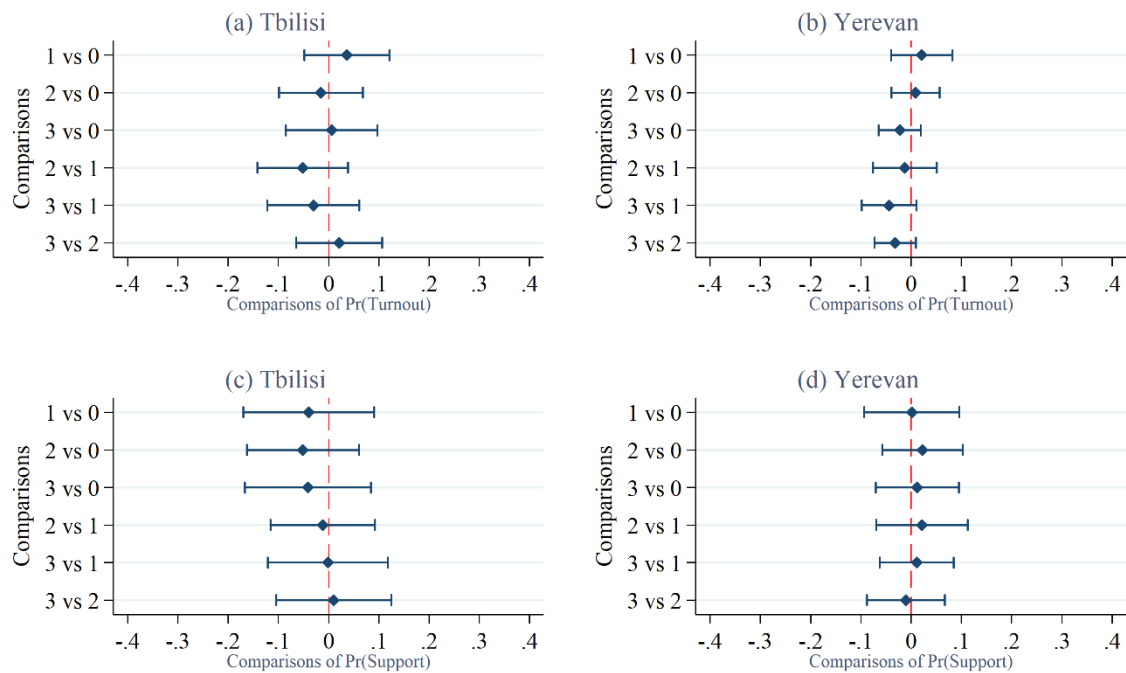 (a) Tbilisi
Comparisons
1 vs 0
2 vs 0
3 vs 0
2 vs 1
3 vs 1
3 vs 2
-.4 -.3 -.2 -.1 0 .1 .2 .3 .4
Comparisons of Pr(Turnout)
(b) Yerevan
Comparisons
1 vs 0
2 vs 0
3 vs 0
2 vs 1
3 vs 1
3 vs 2
-.4 -.3 -.2 -.1 0 .1 .2 .3 .4
Comparisons of Pr(Turnout)
(c) Tbilisi
Comparisons
1 vs 0
2 vs 0
3 vs 0
2 vs 1
3 vs 1
3 vs 2
-.4 -.3 -.2 -.1 0 .1 .2 .3 .4
Comparisons of Pr(Support)
(d) Yerevan
Comparisons
1 vs 0
2 vs 0
3 vs 0
2 vs 1
3 vs 1
3 vs 2
-.4 -.3 -.2 -.1 0 .1 .2 .3 .4
Comparisons of Pr(Support)